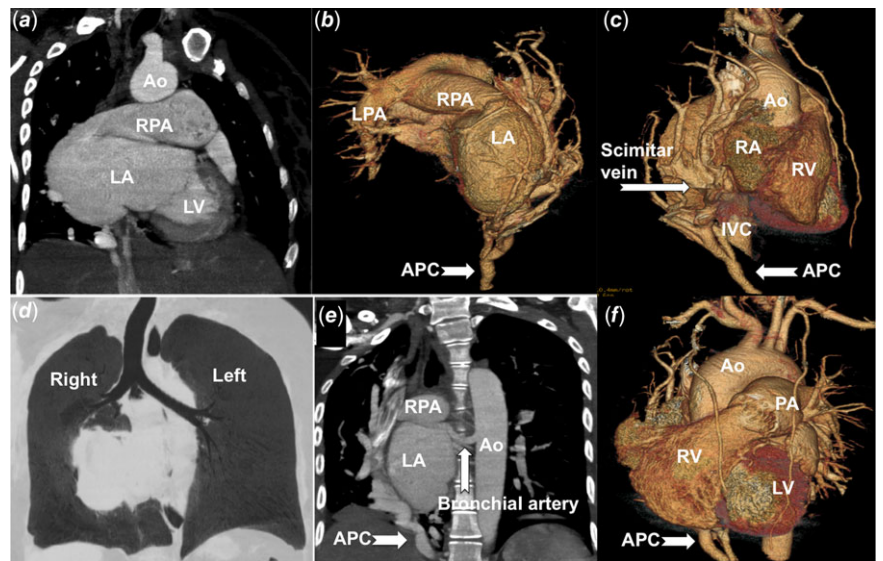 (a)
Ao
RPA
LA
LV
(b)
LPA
RPA
LA
APC
(c)
Ao
RA
RV
Scimitar
vein
IVC
APC
(d)
Right
Left
(e)
RPA
LA
Ao
Bronchial artery
APC
(f)
Ao
PA
RV
LV
APC